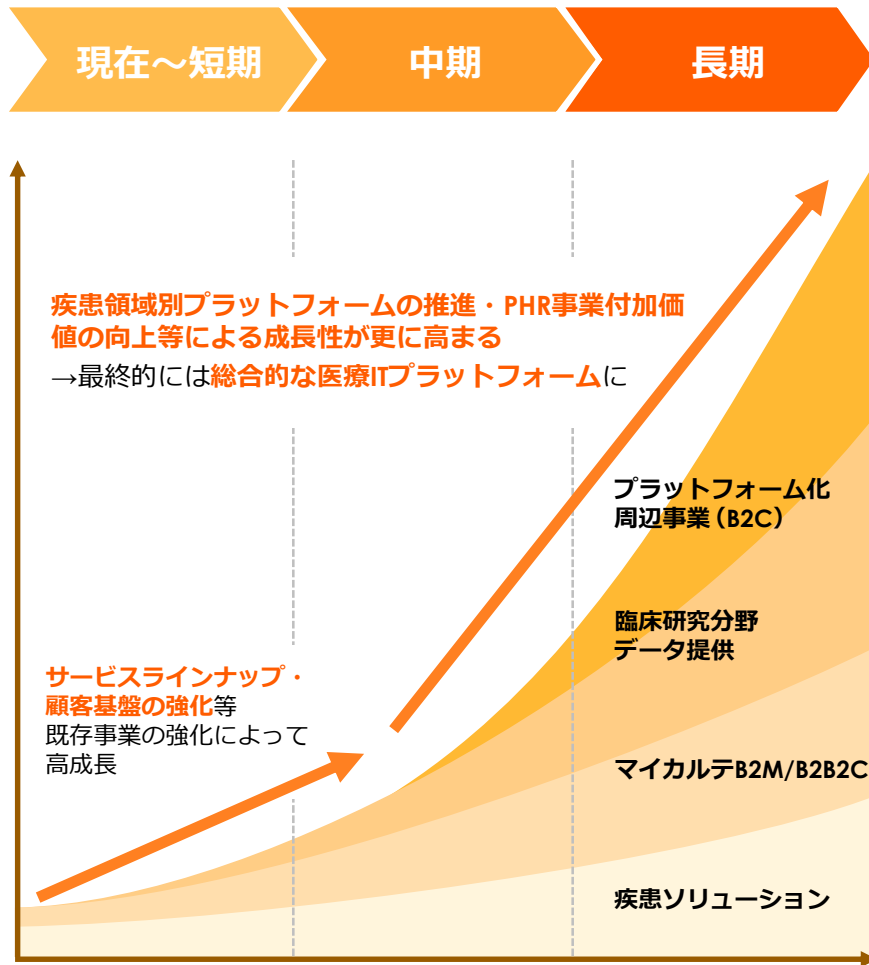 現在～短期
中期
長期
疾患領域別プラットフォームの推進・PHR事業付加価
値の向上等による成長性が更に高まる
→最終的には総合的な医療ITプラットフォームに
プラットフォーム化
周辺事業（B2C）
臨床研究分野
データ提供
サービスラインナップ・
顧客基盤の強化等
既存事業の強化によって
高成長
マイカルテB2M/B2B2C
疾患ソリューション